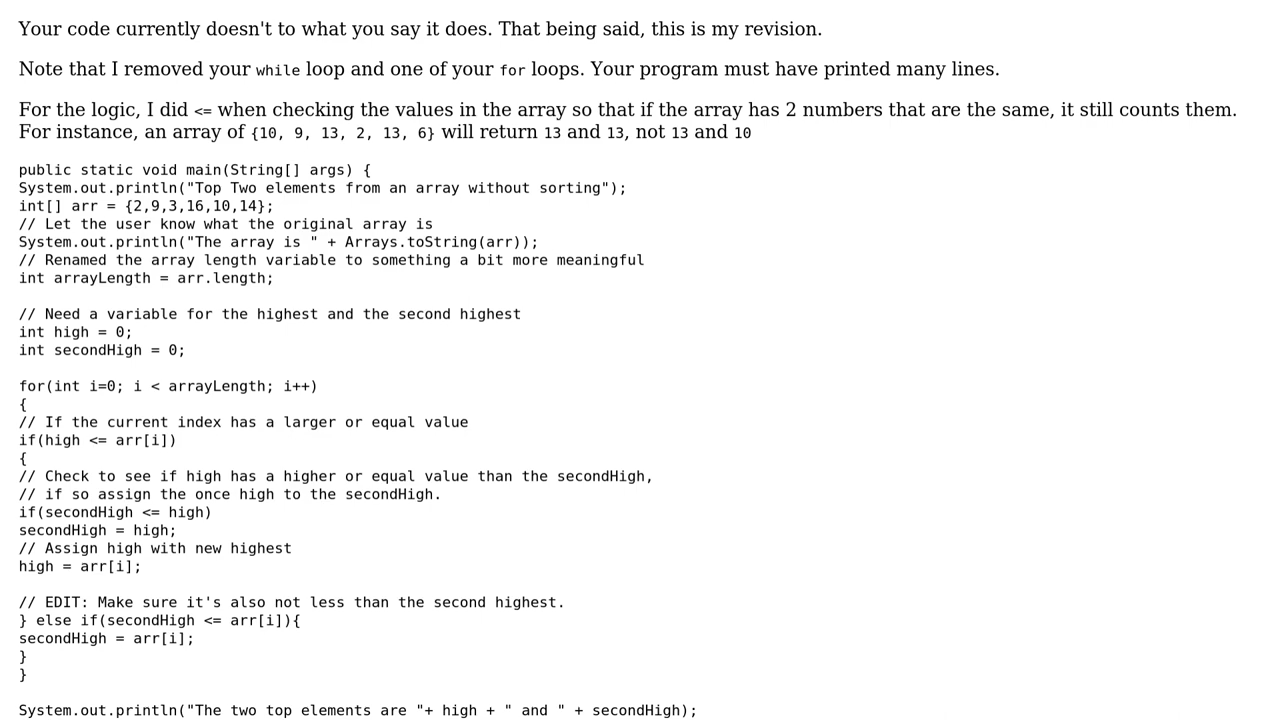 Your code currently doesn't to what you say it does. That being said, this is my revision.
Note that I removed your while loop and one of your for loops. Your program must have printed many lines.
For the logic, I did <= when checking the values in the array so that if the array has 2 numbers that are the same, it still counts them.
For instance, an array of {10, 9, 13, 2, 13, 6} will return 13 and 13, not 13 and 10
public static void main(String[] args) {
System.out.println("Top Two elements from an array without sorting");
int[] arr = {2,9,3,16,10,14};
// Let the user know what the original array is
System.out.println("The array is " + Arrays.toString(arr));
// Renamed the array length variable to something a bit more meaningful
int arrayLength = arr.length;
// Need a variable for the highest and the second highest
int high = 0;
int secondHigh = 0;
for(int i=0; i < arrayLength; i++)
{
// If the current index has a larger or equal value
if(high <= arr[i])
{
// Check to see if high has a higher or equal value than the secondHigh,
// if so assign the once high to the secondHigh.
if(secondHigh <= high)
secondHigh = high;
// Assign high with new highest
high = arr[i];
// EDIT: Make sure it's also not less than the second highest.
} else if(secondHigh <= arr[i]){
secondHigh = arr[i];
}
}
System.out.println("The two top elements are "+ high + " and " + secondHigh);